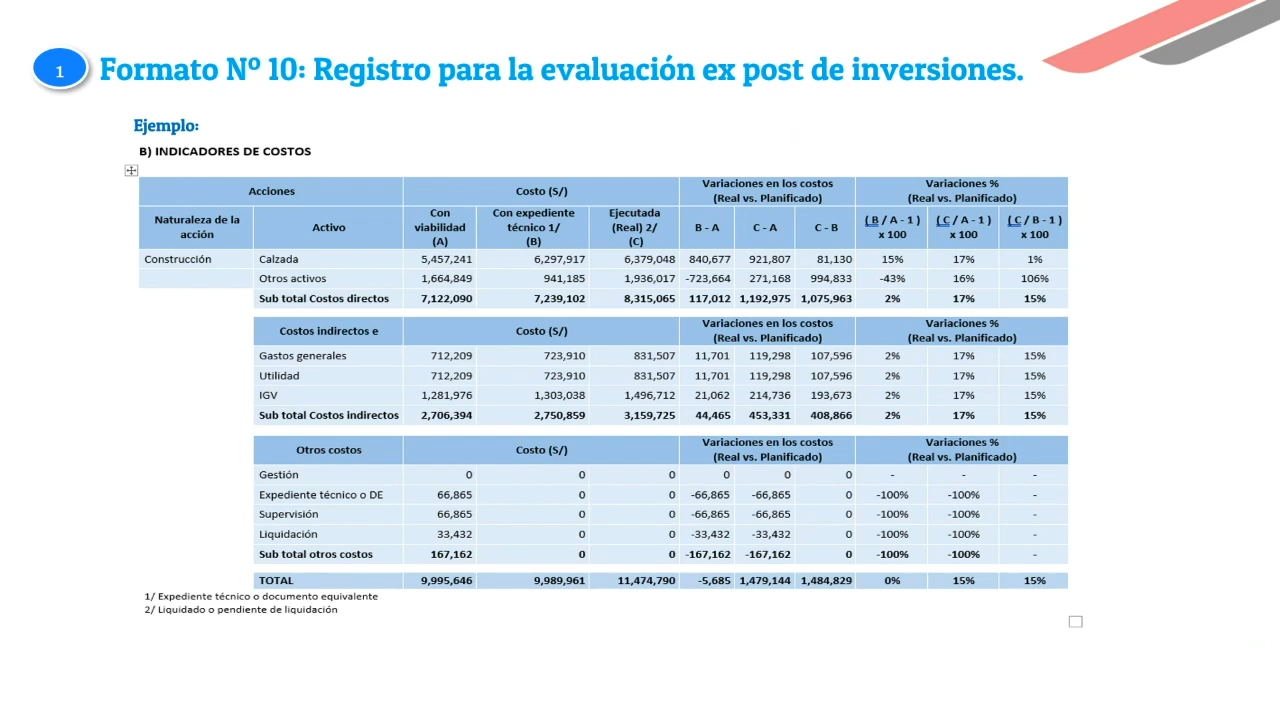 1
Formato Nº 10: Registro para la evaluación ex post de inversiones.
Ejemplo:
B) INDICADORES DE COSTOS
Acciones Costo (S/) Variaciones en los costos (Real vs. Planificado) Variaciones % (Real vs. Planificado)
Naturaleza de la acción Activo Con viabilidad (A) Con expediente técnico 1/ (B) Ejecutada (Real) 2/ (C) B - A C - A C - B ( B / A - 1 ) x 100 ( C / A - 1 ) x 100 ( C / B - 1 ) x 100
Construcción Calzada 5,457,241 6,297,917 6,379,048 840,677 921,807 81,130 15% 17% 1%
Otros activos 1,664,849 941,185 1,936,017 -723,664 271,168 994,833 -43% 16% 106%
Sub total Costos directos 7,122,090 7,239,102 8,315,065 117,012 1,192,975 1,075,963 2% 17% 15%
Costos indirectos e Costo (S/) Variaciones en los costos (Real vs. Planificado) Variaciones % (Real vs. Planificado)
Gastos generales 712,209 723,910 831,507 11,701 119,298 107,596 2% 17% 15%
Utilidad 712,209 723,910 831,507 11,701 119,298 107,596 2% 17% 15%
IGV 1,281,976 1,303,038 1,496,712 21,062 214,736 193,673 2% 17% 15%
Sub total Costos indirectos 2,706,394 2,750,859 3,159,725 44,465 453,331 408,866 2% 17% 15%
Otros costos Costo (S/) Variaciones en los costos (Real vs. Planificado) Variaciones % (Real vs. Planificado)
Gestión 0 0 0 0 0 0 - - -
Expediente técnico o DE 66,865 0 0 -66,865 -66,865 0 -100% -100% -
Supervisión 66,865 0 0 -66,865 -66,865 0 -100% -100% -
Liquidación 33,432 0 0 -33,432 -33,432 0 -100% -100% -
Sub total otros costos 167,162 0 0 -167,162 -167,162 0 -100% -100% -
TOTAL 9,995,646 9,989,961 11,474,790 -5,685 1,479,144 1,484,829 0% 15% 15%
1/ Expediente técnico o documento equivalente
2/ Liquidado o pendiente de liquidación